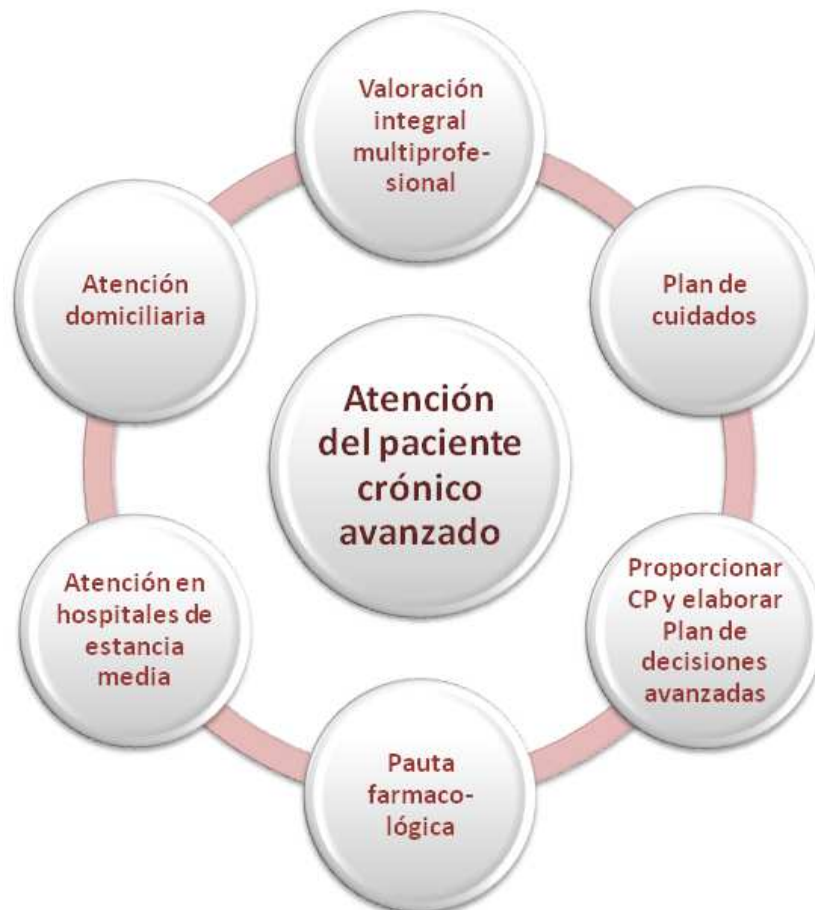 Valoración
integral
multiprofe-
sional
Plan de
cuidados
Proporcionar
CP y elaborar
Plan de
decisiones
avanzadas
Pauta
farmaco-
lógica
Atención en
hospitales de
estancia
media
Atención
domiciliaria
Atención
del paciente
crónico
avanzado